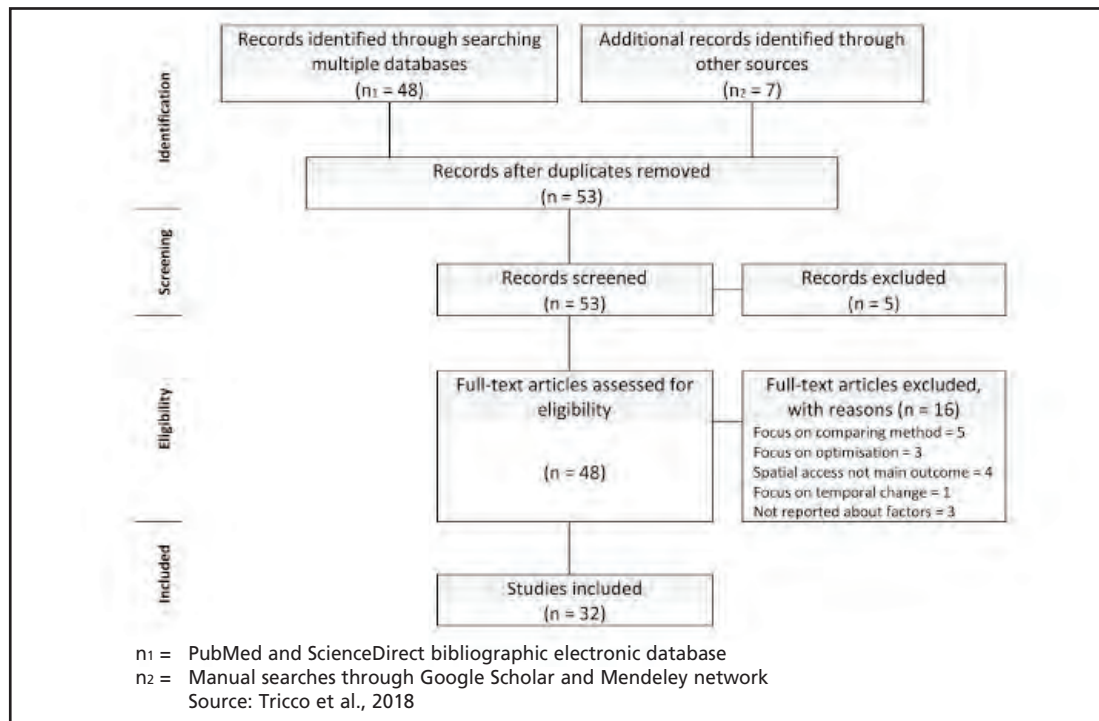 Identification
Records identified through searching
multiple databases
(n1 = 48)
Additional records identified through
other sources
(n2 = 7)
Records after duplicates removed
(n = 53)
Screening
Records screened
(n = 53)
Records excluded
(n = 5)
Eligibility
Full-text articles assessed for
eligibility
(n = 48)
Full-text articles excluded,
with reasons (n = 16)
Focus on comparing method = 5
Focus on optimisation = 3
Spatial access not main outcome = 4
Focus on temporal change = 1
Not reported about factors = 3
Included
Studies included
(n = 32)
n1 = PubMed and ScienceDirect bibliographic electronic database
n2 = Manual searches through Google Scholar and Mendeley network
Source: Tricco et al., 2018